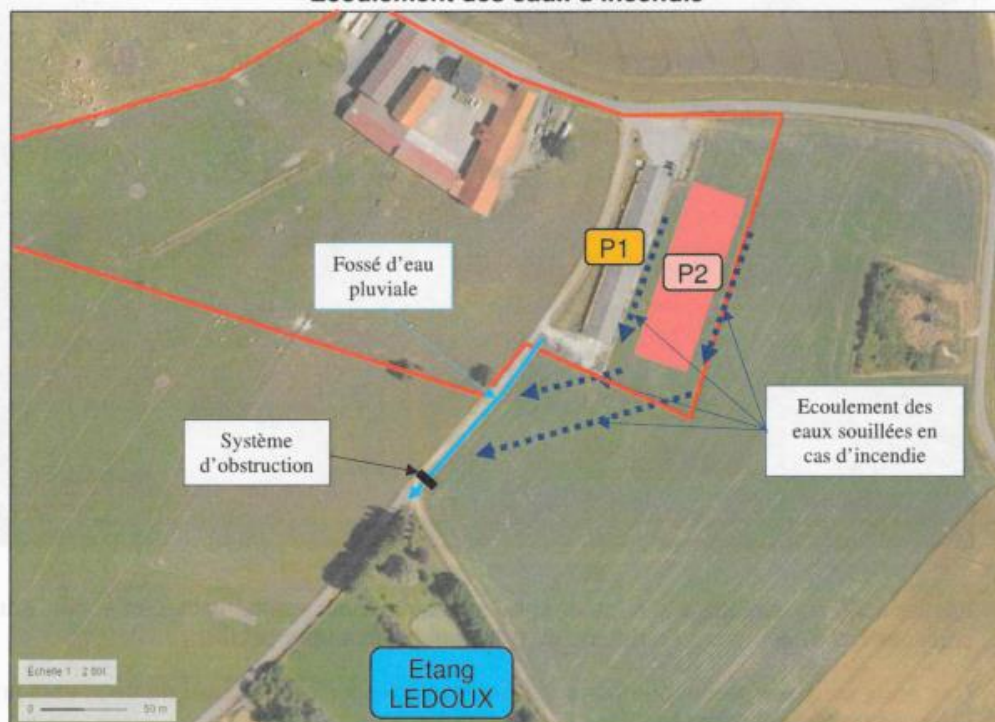 Ecoulement des eaux d'incendie
P1
Fossé d'eau
pluviale
P2
Ecoulement des
eaux souillées en
cas d'incendie
Système
d'obstruction
Etang
LEDOUX
Echelle 1 : 2
0
50 m